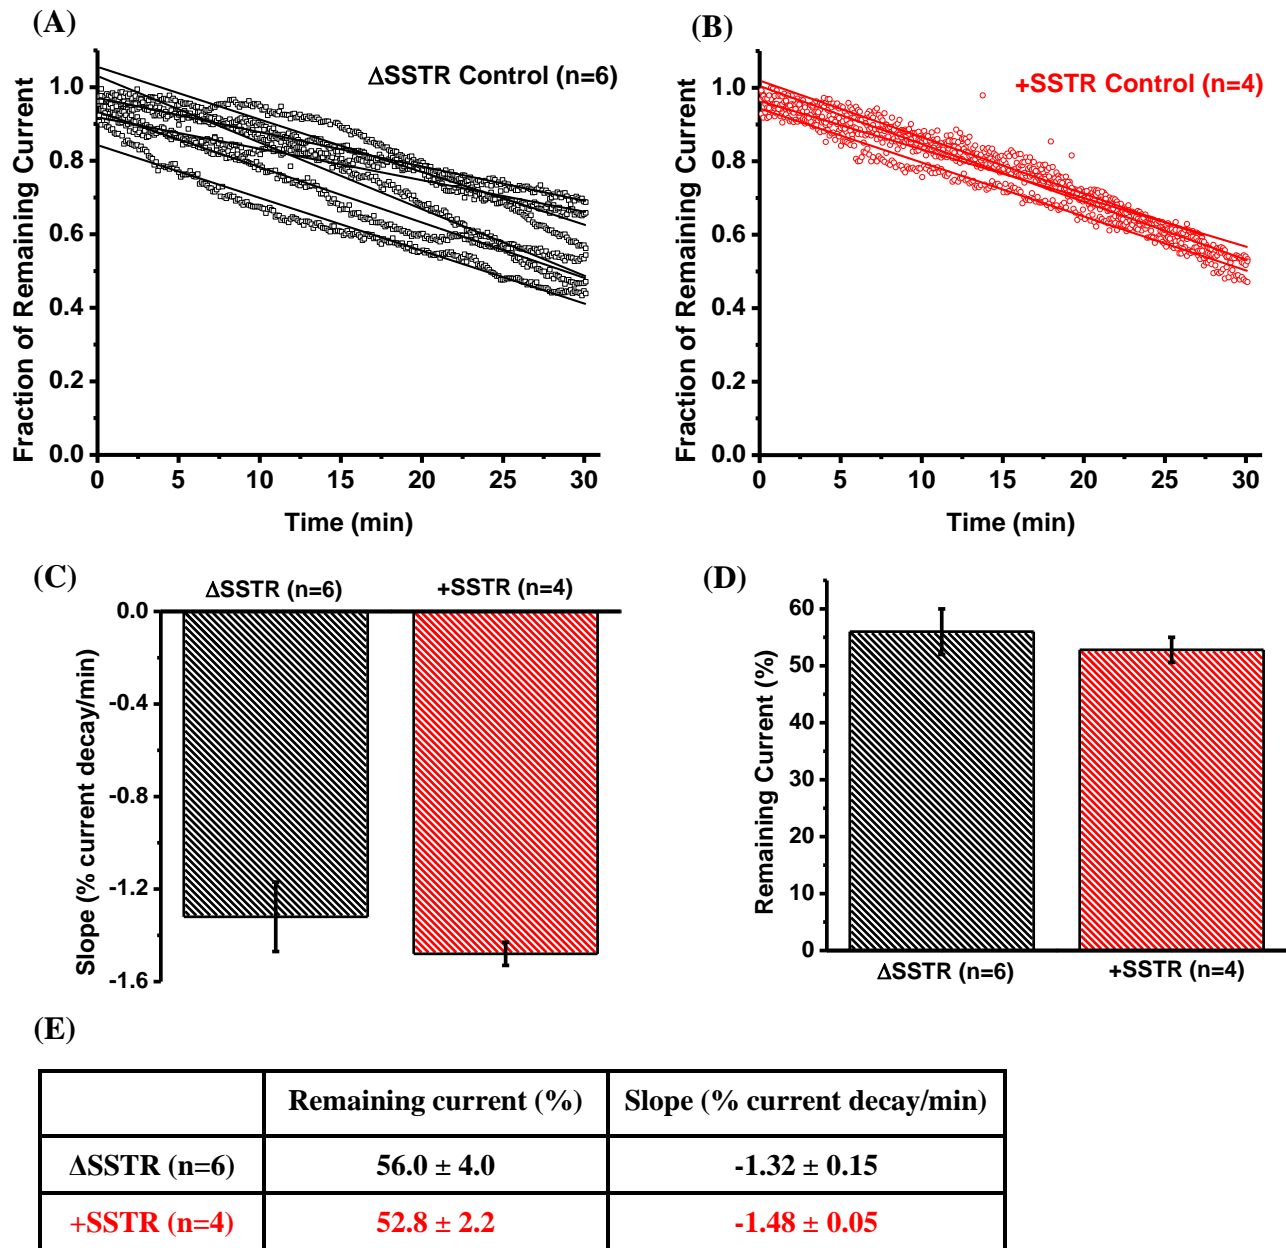 (A)
ΔSSTR Control (n=6)
Fraction of Remaining Current
1.0
0.8
0.6
0.4
0.2
0.0
0 5 10 15 20 25 30
Time (min)
(B)
+SSTR Control (n=4)
Fraction of Remaining Current
1.0
0.8
0.6
0.4
0.2
0.0
0 5 10 15 20 25 30
Time (min)
(C)
ΔSSTR (n=6) +SSTR (n=4)
Slope (% current decay/min)
0.0
-0.4
-0.8
-1.2
-1.6
(D)
Remaining Current (%)
60
50
40
30
20
10
0
ΔSSTR (n=6) +SSTR (n=4)
(E)
Remaining current (%) Slope (% current decay/min)
ΔSSTR (n=6) 56.0 ± 4.0 -1.32 ± 0.15
+SSTR (n=4) 52.8 ± 2.2 -1.48 ± 0.05